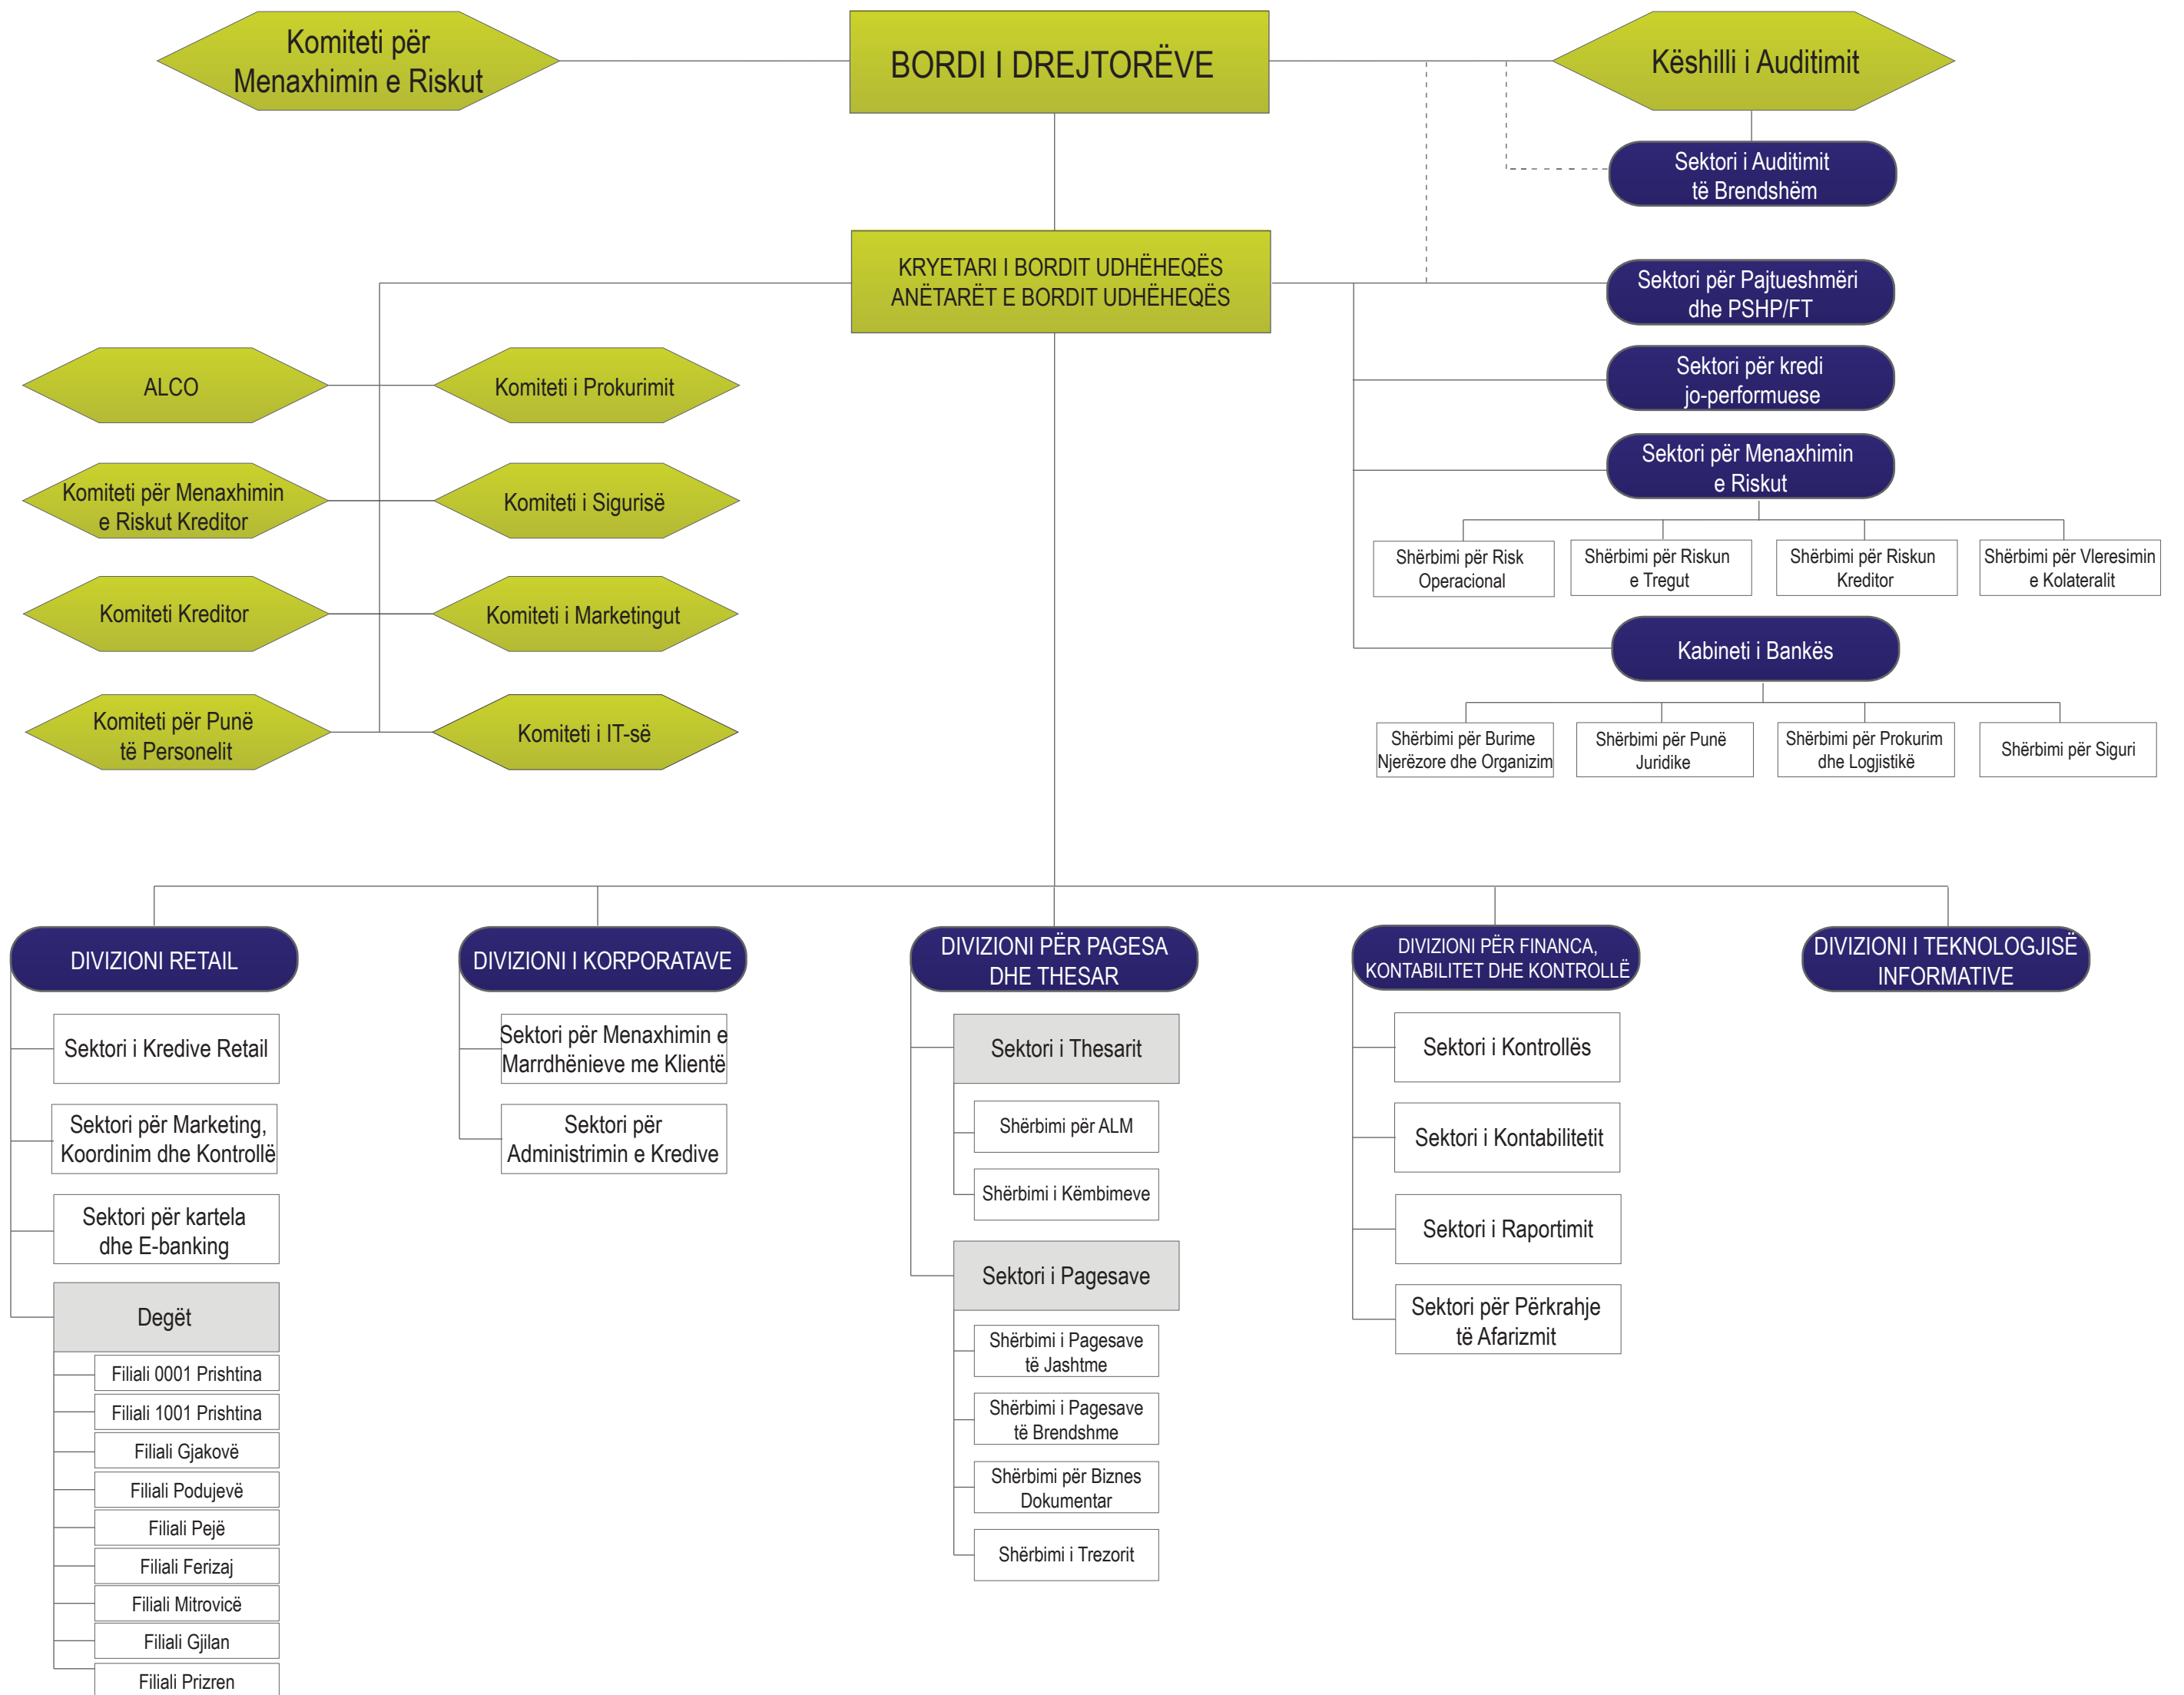 Komiteti për
Menaxhimin e Riskut
BORDI I DREJTORËVE
Këshilli i Auditimit
Sektori i Auditimit
të Brendshëm
KRYETARI I BORDIT UDHËHEQËS
ANËTARËT E BORDIT UDHËHEQËS
Sektori për Pajtueshmëri
dhe PSHP/FT
Sektori për kredi
jo-performuese
Sektori për Menaxhimin
e Riskut
Shërbimi për Risk
Operacional
Shërbimi për Riskun
e Tregut
Shërbimi për Riskun
Kreditor
Shërbimi për Vleresimin
e Kolateralit
Kabineti i Bankës
Shërbimi për Burime
Njerëzore dhe Organizim
Shërbimi për Punë
Juridike
Shërbimi për Prokurim
dhe Logjistikë
Shërbimi për Siguri
ALCO
Komiteti i Prokurimit
Komiteti për Menaxhimin
e Riskut Kreditor
Komiteti i Sigurisë
Komiteti Kreditor
Komiteti i Marketingut
Komiteti për Punë
të Personelit
Komiteti i IT-së
DIVIZIONI RETAIL
Sektori i Kredive Retail
Sektori për Marketing,
Koordinim dhe Kontrollë
Sektori për kartela
dhe E-banking
Degët
Filiali 0001 Prishtina
Filiali 1001 Prishtina
Filiali Gjakovë
Filiali Podujevë
Filiali Pejë
Filiali Ferizaj
Filiali Mitrovicë
Filiali Gjilan
Filiali Prizren
DIVIZIONI I KORPORATAVE
Sektori për Menaxhimin e
Marrdhënieve me Klientë
Sektori për
Administrimin e Kredive
DIVIZIONI PËR PAGESA
DHE THESAR
Sektori i Thesarit
Shërbimi për ALM
Shërbimi i Këmbimeve
Sektori i Pagesave
Shërbimi i Pagesave
të Jashtme
Shërbimi i Pagesave
të Brendshme
Shërbimi për Biznes
Dokumentar
Shërbimi i Trezorit
DIVIZIONI PËR FINANCA,
KONTABILITET DHE KONTROLLË
Sektori i Kontrollës
Sektori i Kontabilitetit
Sektori i Raportimit
Sektori për Përkrahje
të Afarizmit
DIVIZIONI I TEKNOLOGJISË
INFORMATIVE